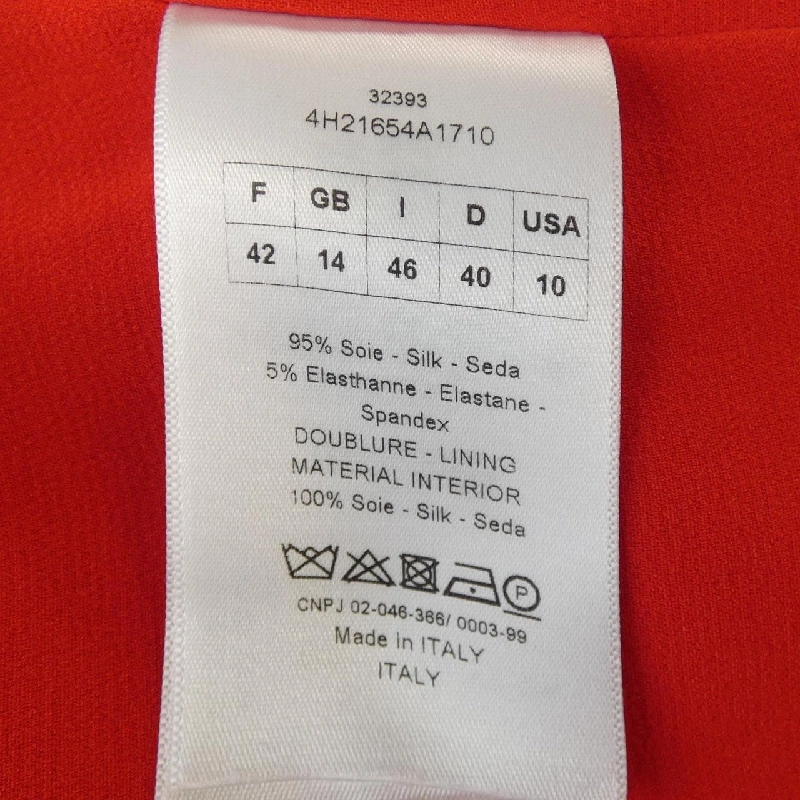 32393
4H21654A1710
F GB I D USA
42 14 46 40 10
95% Soie - Silk - Seda
5% Elasthanne - Elastane -
Spandex
DOUBLURE - LINING
MATERIAL INTERIOR
100% Soie - Silk - Seda
P
CNPJ 02-046-366/ 0003-99
Made in ITALY
ITALY